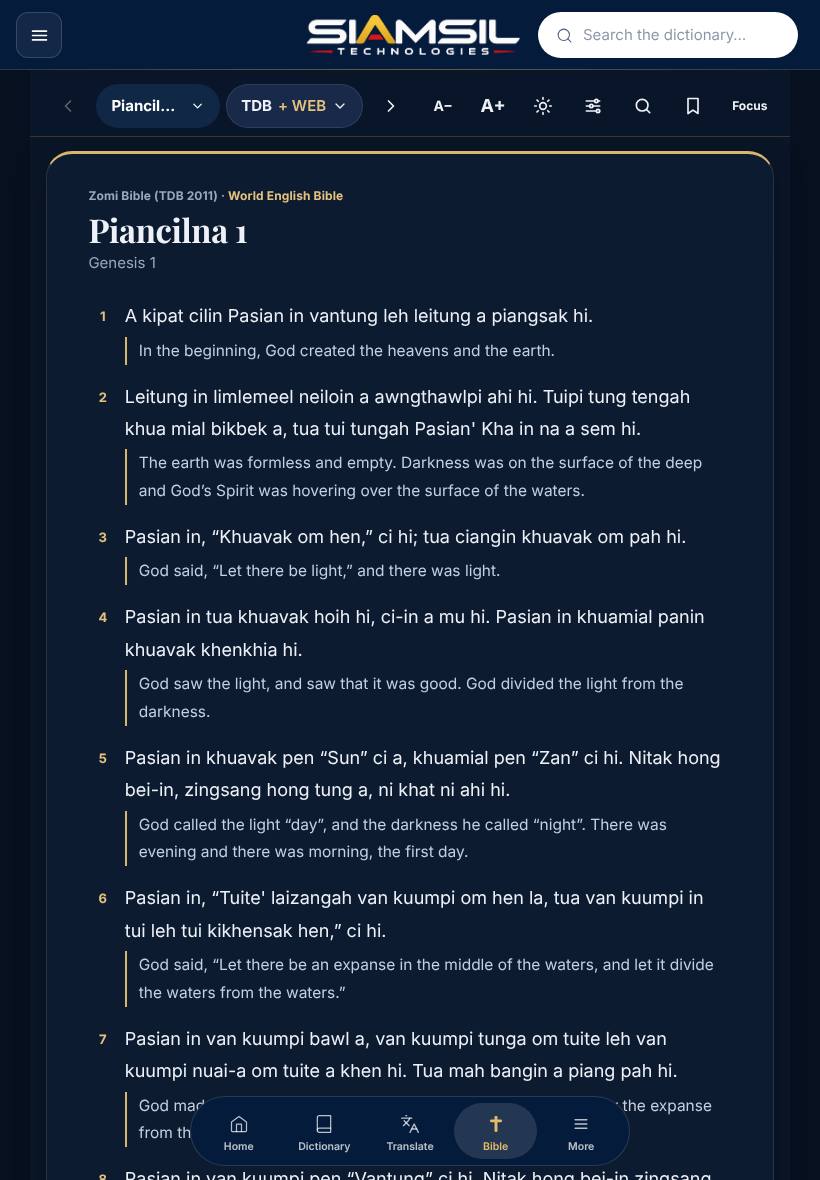 SIAMSIL
TECHNOLOGIES
Search the dictionary...
Piancil...
TDB + WEB
A−
A+
Focus
Zomi Bible (TDB 2011) · World English Bible
Piancilna 1
Genesis 1
1 A kipat cilin Pasian in vantung leh leitung a piangsak hi.
In the beginning, God created the heavens and the earth.
2 Leitung in limlemeel neiloin a awngthawlpi ahi hi. Tuipi tung tengah
khua mial bikbek a, tua tui tungah Pasian' Kha in na a sem hi.
The earth was formless and empty. Darkness was on the surface of the deep
and God’s Spirit was hovering over the surface of the waters.
3 Pasian in, “Khuavak om hen,” ci hi; tua ciangin khuavak om pah hi.
God said, “Let there be light,” and there was light.
4 Pasian in tua khuavak hoih hi, ci-in a mu hi. Pasian in khuamial panin
khuavak khenkhia hi.
God saw the light, and saw that it was good. God divided the light from the
darkness.
5 Pasian in khuavak pen “Sun” ci a, khuamial pen “Zan” ci hi. Nitak hong
bei-in, zingsang hong tung a, ni khat ni ahi hi.
God called the light “day”, and the darkness he called “night”. There was
evening and there was morning, the first day.
6 Pasian in, “Tuite' laizangah van kuumpi om hen la, tua van kuumpi in
tui leh tui kikhensak hen,” ci hi.
God said, “Let there be an expanse in the middle of the waters, and let it divide
the waters from the waters.”
7 Pasian in van kuumpi bawl a, van kuumpi tunga om tuite leh van
kuumpi nuai-a om tuite a khen hi. Tua mah bangin a piang pah hi.
God the expanse
from
Home
Dictionary
Translate
Bible
More
8 Pasian in van kuumpi pen “Vantung” ci hi. Nitak hong bei-in zingsang